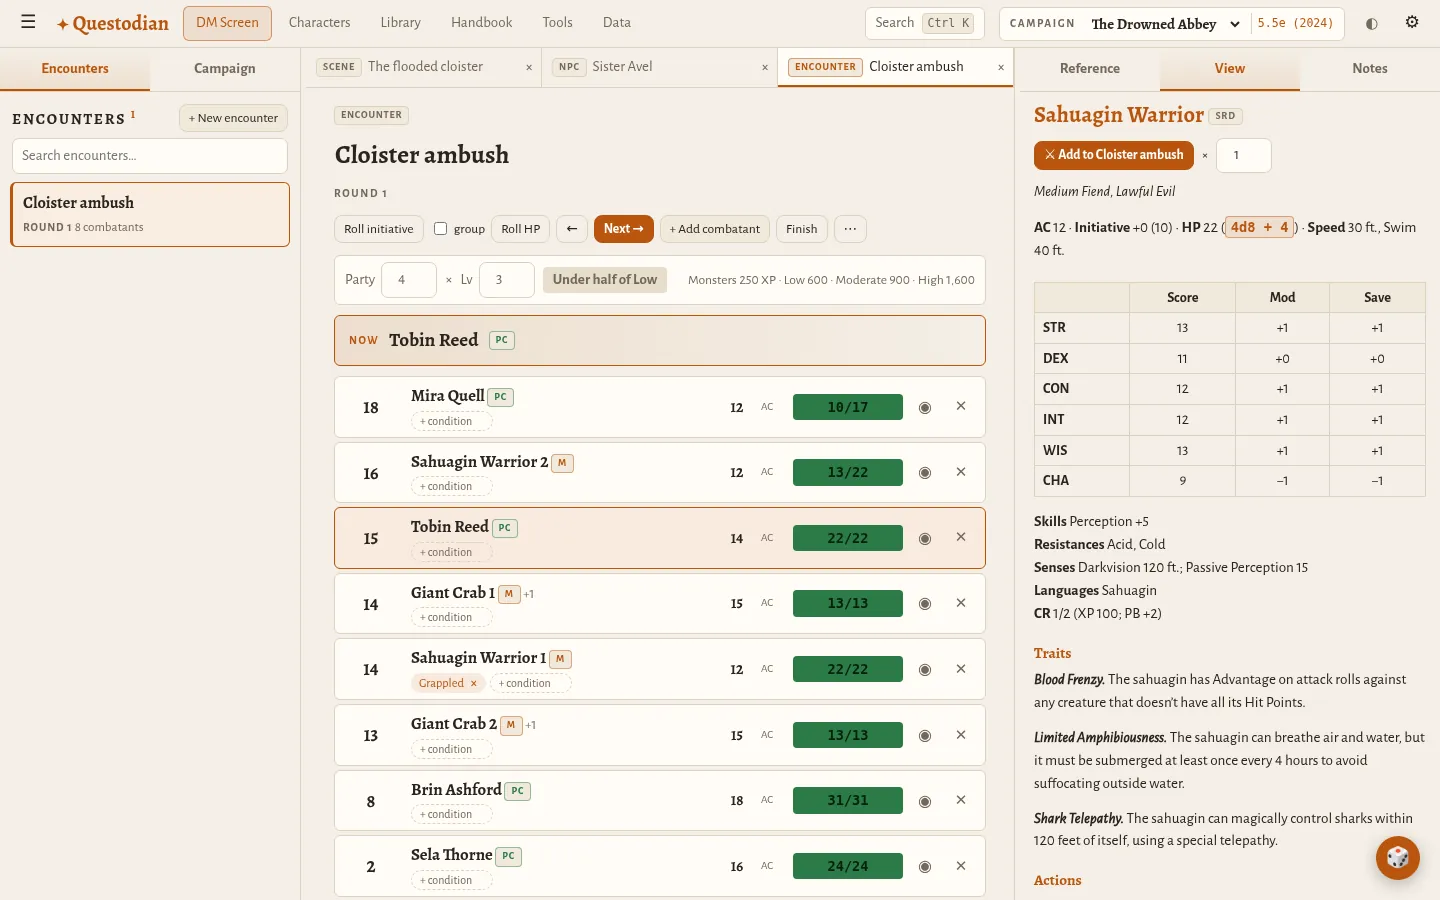 ☰ ✦ Questodian DM Screen Characters Library Handbook Tools Data Search Ctrl K CAMPAIGN The Drowned Abbey 5.5e (2024)
Encounters Campaign
ENCOUNTERS 1 + New encounter
Search encounters...
Cloister ambush
ROUND 1 8 combatants
SCENE The flooded cloister × NPC Sister Avel × ENCOUNTER Cloister ambush ×
ENCOUNTER
Cloister ambush
ROUND 1
Roll initiative group Roll HP ← Next → + Add combatant Finish ⋯
Party 4 × Lv 3 Under half of Low Monsters 250 XP · Low 600 · Moderate 900 · High 1,600
NOW Tobin Reed PC
18 Mira Quell PC 12 AC 10/17 ◉ ×
+ condition
16 Sahuagin Warrior 2 M 12 AC 13/22 ◉ ×
+ condition
15 Tobin Reed PC 14 AC 22/22 ◉ ×
+ condition
14 Giant Crab 1 M +1 15 AC 13/13 ◉ ×
+ condition
14 Sahuagin Warrior 1 M 12 AC 22/22 ◉ ×
Grappled × + condition
13 Giant Crab 2 M +1 15 AC 13/13 ◉ ×
+ condition
8 Brin Ashford PC 18 AC 31/31 ◉ ×
+ condition
2 Sela Thorne PC 16 AC 24/24 ◉ ×
+ condition
Reference View Notes
Sahuagin Warrior SRD
⚔ Add to Cloister ambush × 1
Medium Fiend, Lawful Evil
AC 12 · Initiative +0 (10) · HP 22 (4d8 + 4) · Speed 30 ft., Swim
40 ft.
Score Mod Save
STR 13 +1 +1
DEX 11 +0 +0
CON 12 +1 +1
INT 12 +1 +1
WIS 13 +1 +1
CHA 9 −1 −1
Skills Perception +5
Resistances Acid, Cold
Senses Darkvision 120 ft.; Passive Perception 15
Languages Sahuagin
CR 1/2 (XP 100; PB +2)
Traits
Blood Frenzy. The sahuagin has Advantage on attack rolls against
any creature that doesn't have all its Hit Points.
Limited Amphibiousness. The sahuagin can breathe air and water, but
it must be submerged at least once every 4 hours to avoid
suffocating outside water.
Shark Telepathy. The sahuagin can magically control sharks within
120 feet of itself, using a special telepathy.
Actions